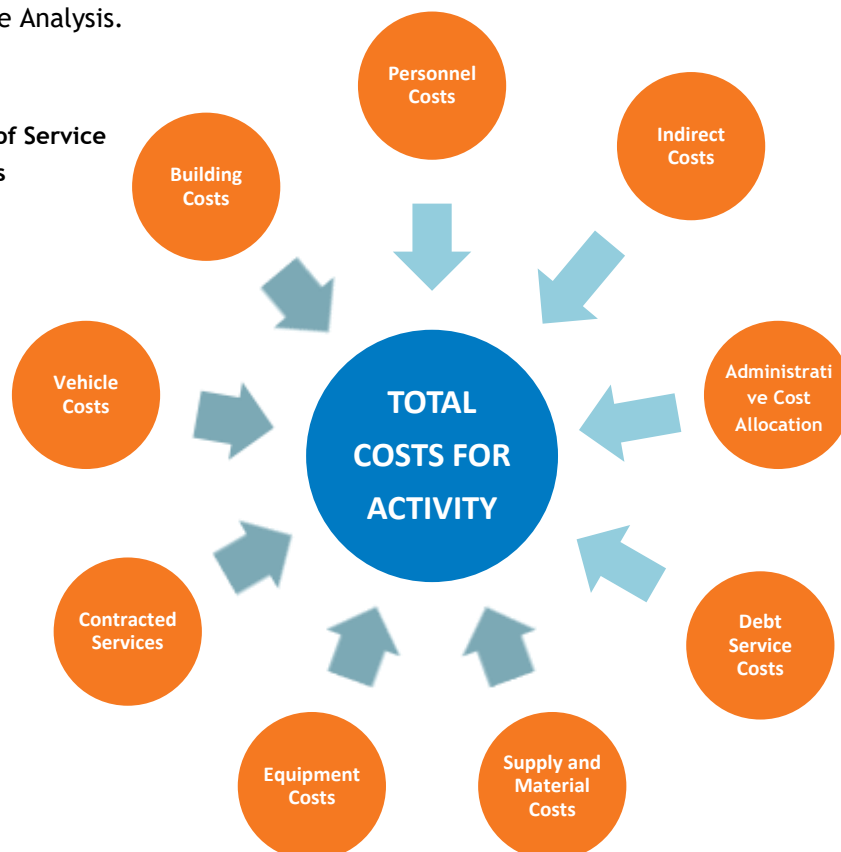 e Analysis.
of Service
s
Personnel
Costs
Indirect
Costs
Administrati
ve Cost
Allocation
Debt
Service
Costs
Supply and
Material
Costs
Equipment
Costs
Contracted
Services
Vehicle
Costs
Building
Costs
TOTAL
COSTS FOR
ACTIVITY